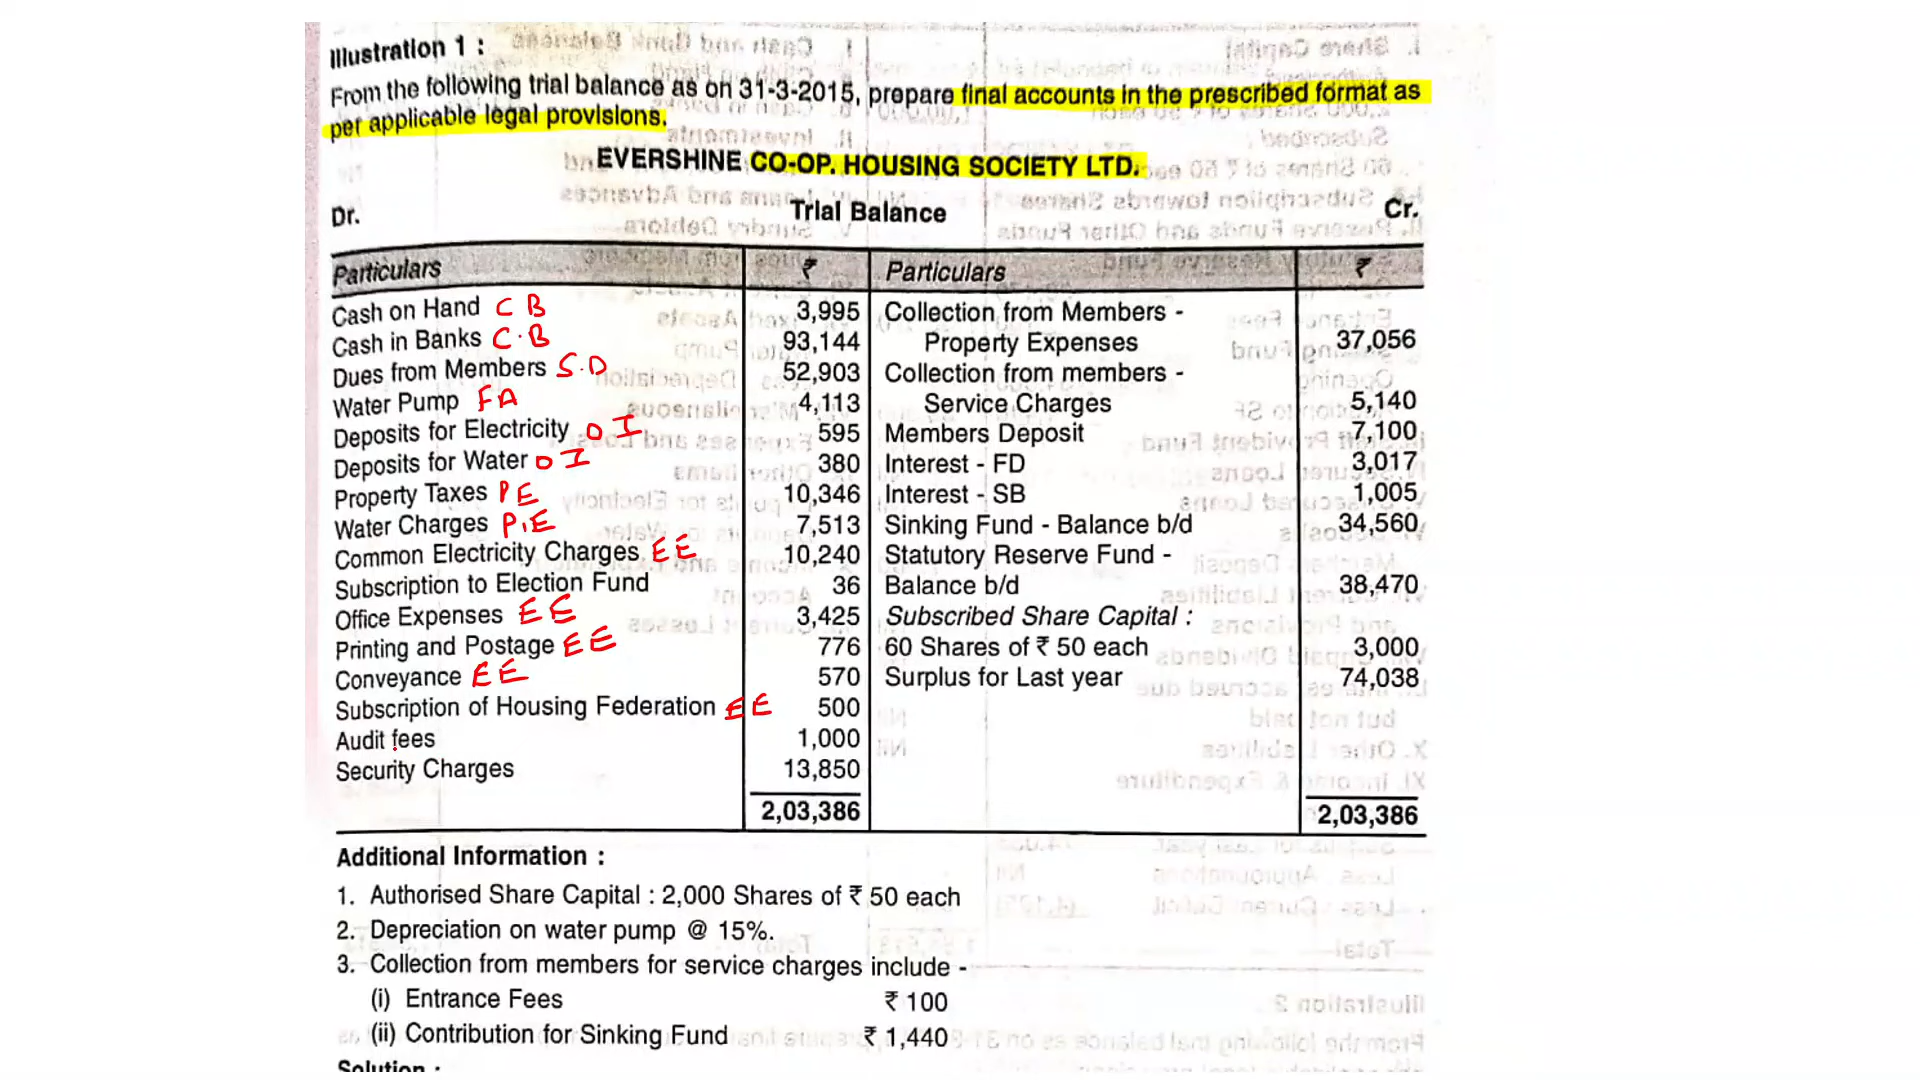 Illustration 1 :
From the following trial balance as on 31-3-2015, prepare final accounts in the prescribed format as
per applicable legal provisions.
EVERSHINE CO-OP. HOUSING SOCIETY LTD.
Dr. Trial Balance Cr.
Particulars ₹ Particulars ₹
Cash on Hand C B 3,995 Collection from Members -
Cash in Banks C.B 93,144 Property Expenses 37,056
Dues from Members S.D 52,903 Collection from members -
Water Pump FA 4,113 Service Charges 5,140
Deposits for Electricity O I 595 Members Deposit 7,100
Deposits for Water O I 380 Interest - FD 3,017
Property Taxes P E 10,346 Interest - SB 1,005
Water Charges P.E 7,513 Sinking Fund - Balance b/d 34,560
Common Electricity Charges E E 10,240 Statutory Reserve Fund -
Subscription to Election Fund 36 Balance b/d 38,470
Office Expenses E E 3,425 Subscribed Share Capital :
Printing and Postage E E 776 60 Shares of ₹ 50 each 3,000
Conveyance E E 570 Surplus for Last year 74,038
Subscription of Housing Federation E E 500
Audit fees 1,000
Security Charges 13,850
2,03,386 2,03,386
Additional Information :
1. Authorised Share Capital : 2,000 Shares of ₹ 50 each
2. Depreciation on water pump @ 15%.
3. Collection from members for service charges include -
(i) Entrance Fees ₹ 100
(ii) Contribution for Sinking Fund ₹ 1,440
Solution :